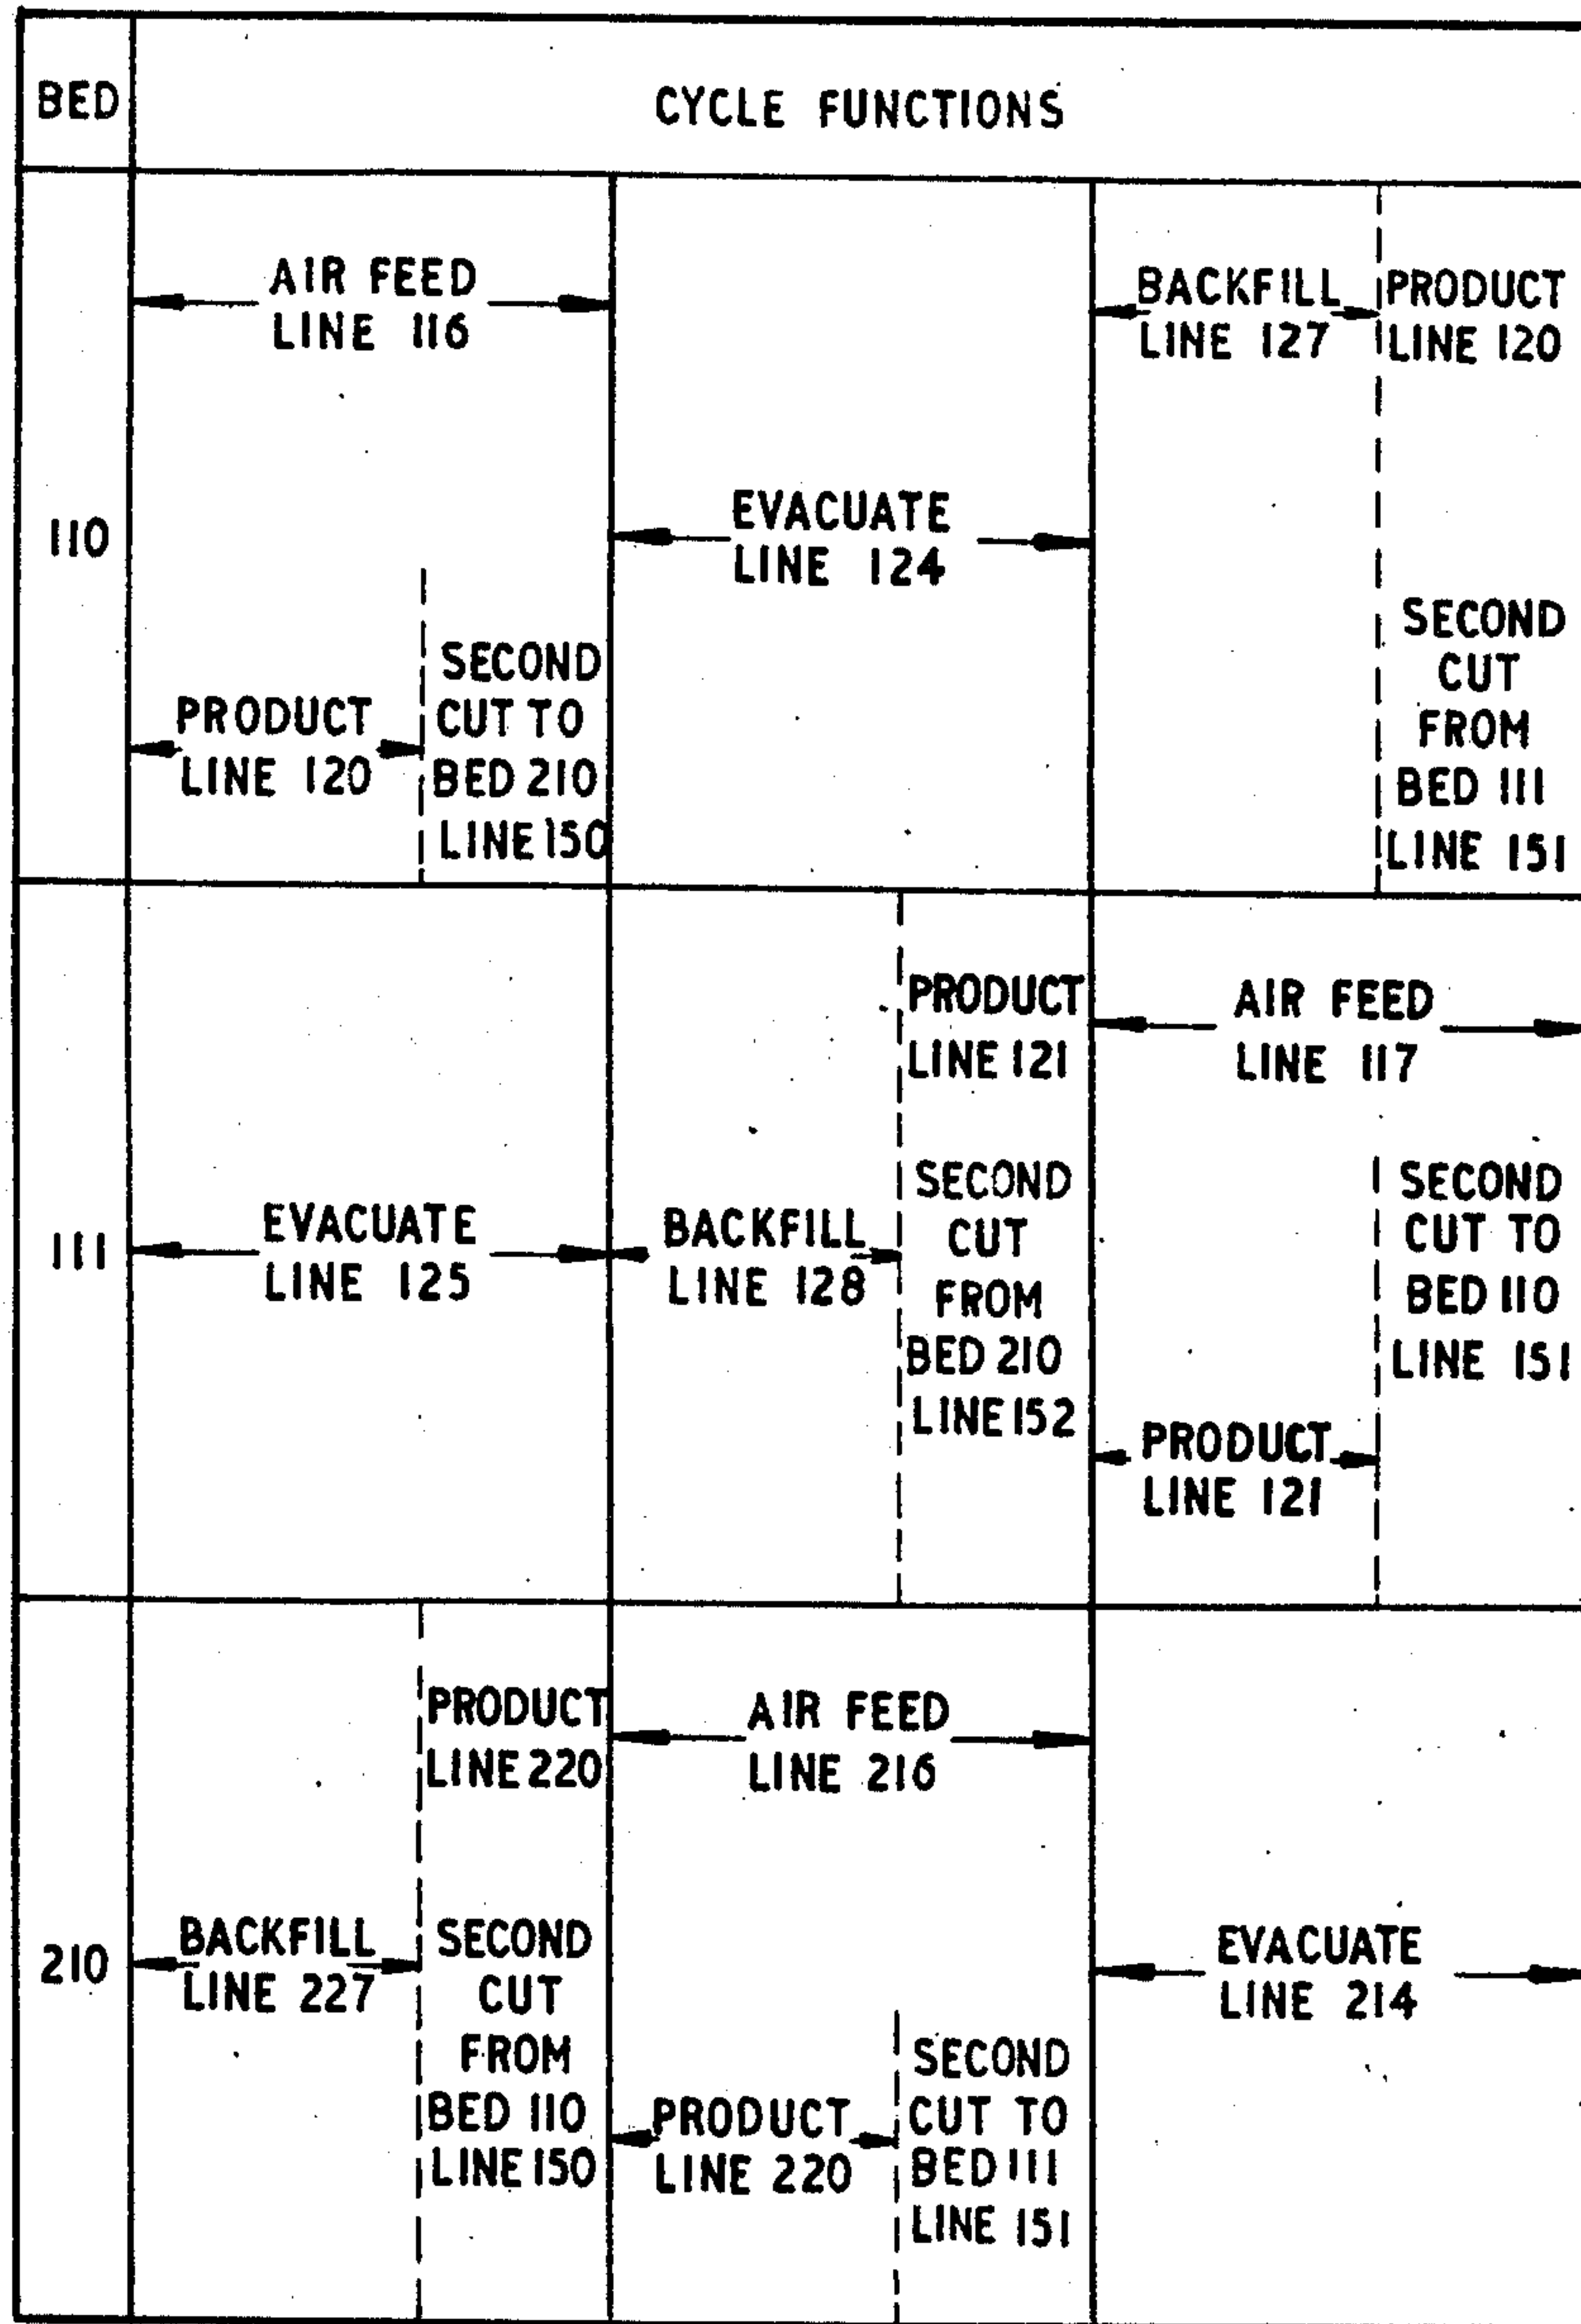 BED
CYCLE FUNCTIONS
110
AIR FEED
LINE 116
PRODUCT
LINE 120
SECOND
CUT TO
BED 210
LINE 150
EVACUATE
LINE 124
BACKFILL
LINE 127
PRODUCT
LINE 120
SECOND
CUT
FROM
BED 111
LINE 151
111
EVACUATE
LINE 125
BACKFILL
LINE 128
PRODUCT
LINE 121
SECOND
CUT
FROM
BED 210
LINE 152
AIR FEED
LINE 117
PRODUCT
LINE 121
SECOND
CUT TO
BED 110
LINE 151
210
BACKFILL
LINE 227
PRODUCT
LINE 220
SECOND
CUT
FROM
BED 110
LINE 150
AIR FEED
LINE 216
PRODUCT
LINE 220
SECOND
CUT TO
BED 111
LINE 151
EVACUATE
LINE 214